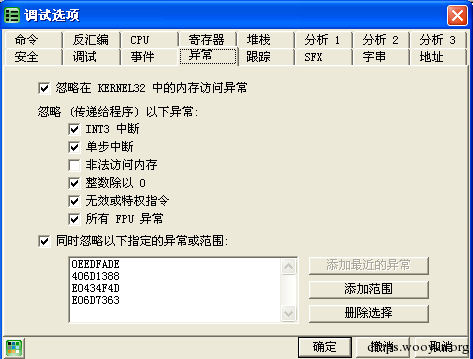 调试选项
命令 反汇编 CPU 寄存器 堆栈 分析 1 分析 2 分析 3
安全 调试 事件 异常 跟踪 SFX 字串 地址
忽略在 KERNEL32 中的内存访问异常
忽略 (传递给程序) 以下异常:
INT3 中断
单步中断
非法访问内存
整数除以 0
无效或特权指令
所有 FPU 异常
同时忽略以下指定的异常或范围:
0EEDFADE
406D1388
E0434F4D
E06D7363
添加最近的异常
添加范围
删除选择
确定 撤消 取消